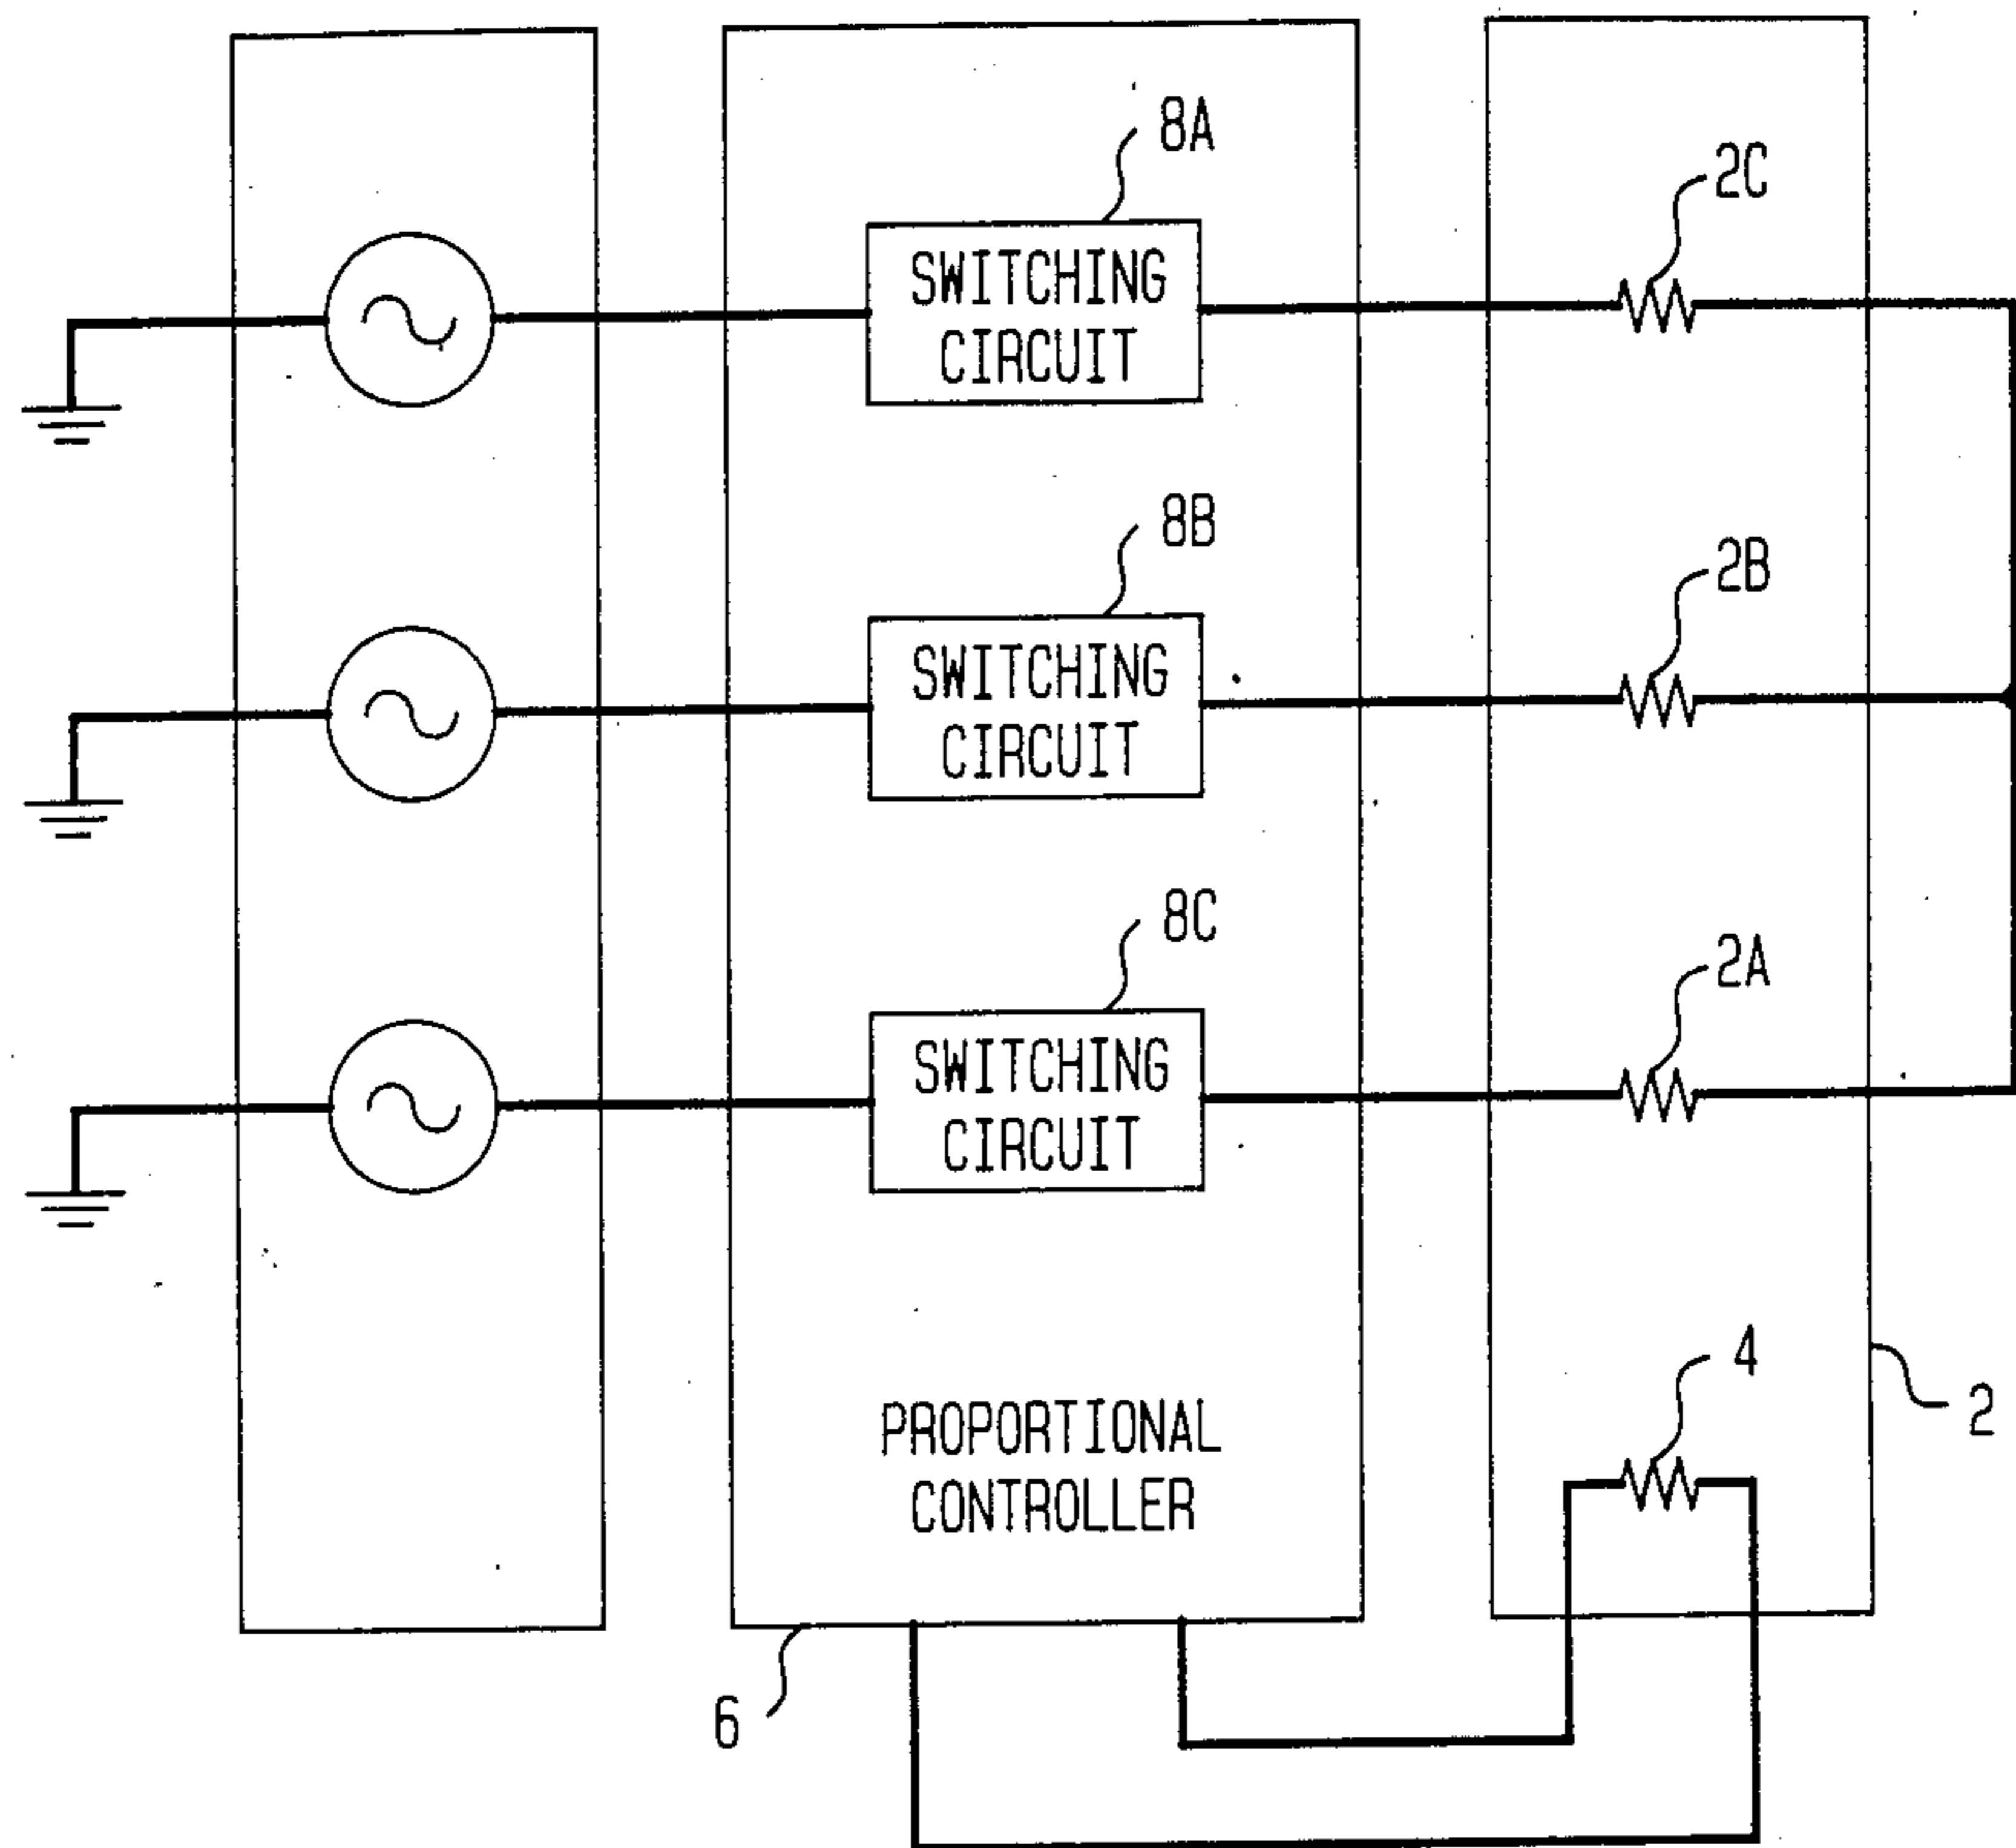 8A
2C
SWITCHING
CIRCUIT
8B
2B
SWITCHING
CIRCUIT
8C
2A
SWITCHING
CIRCUIT
4
2
PROPORTIONAL
CONTROLLER
6